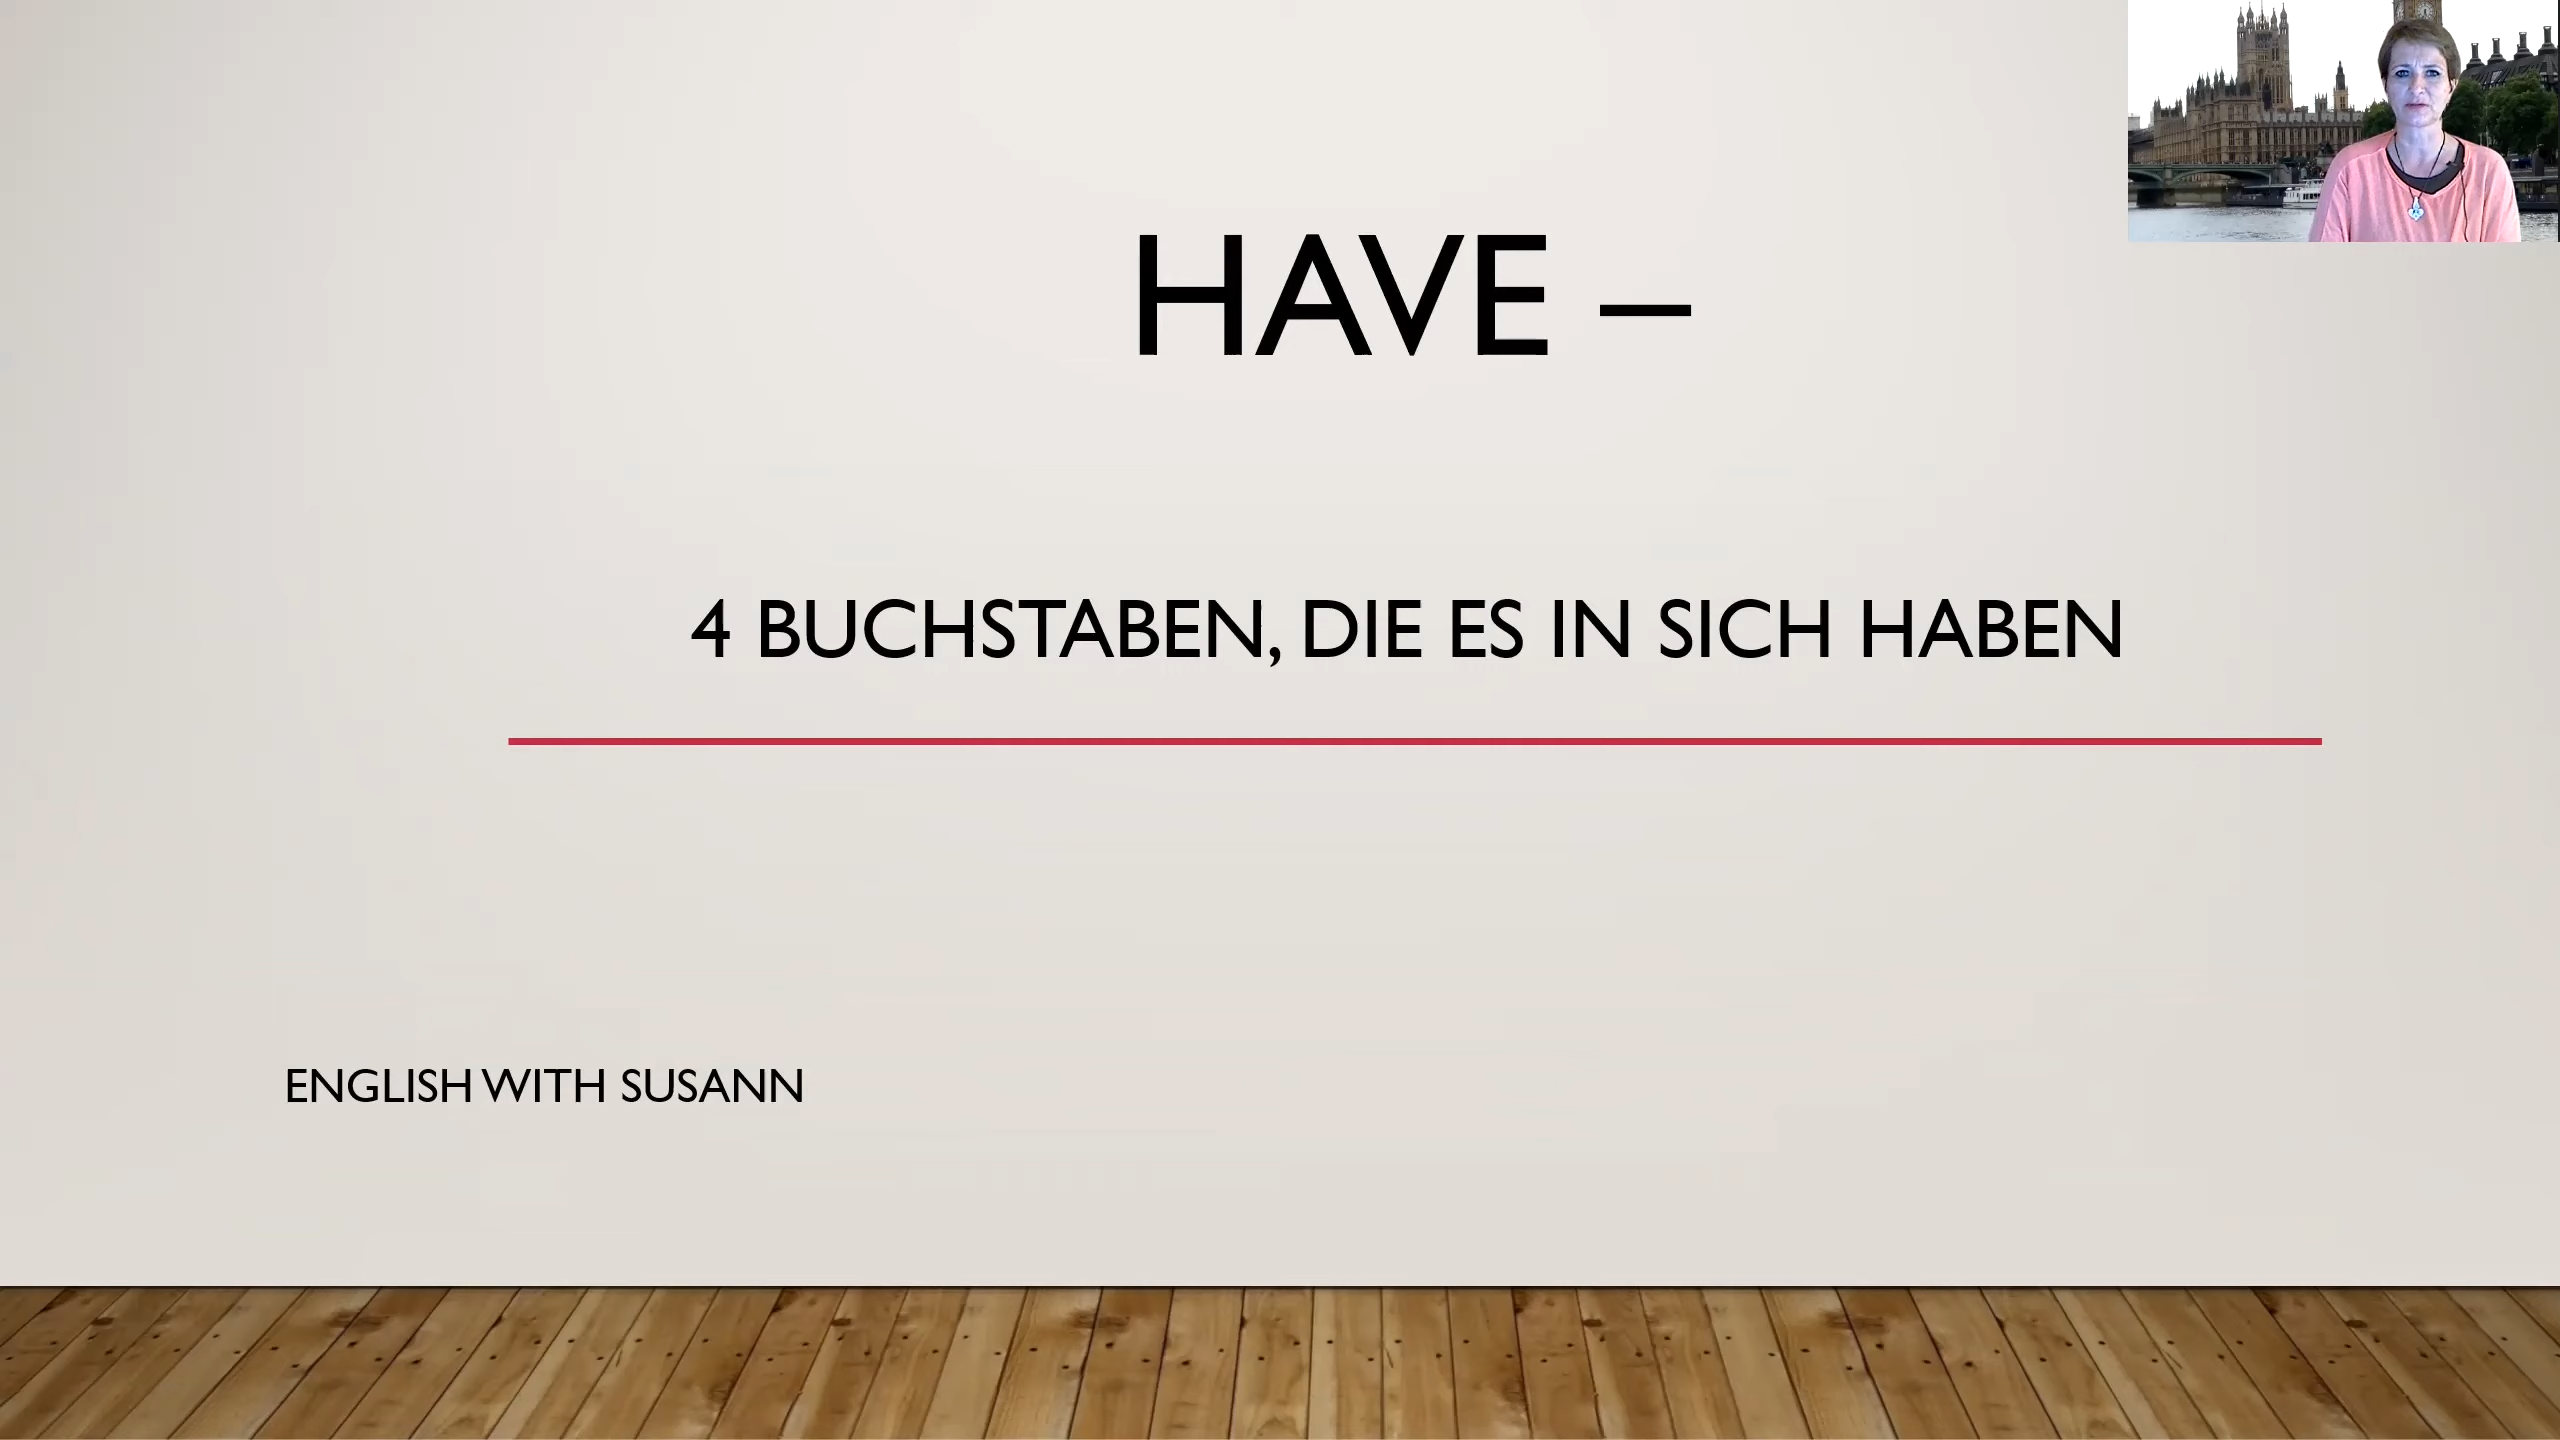 HAVE –
4 BUCHSTABEN, DIE ES IN SICH HABEN
ENGLISH WITH SUSANN